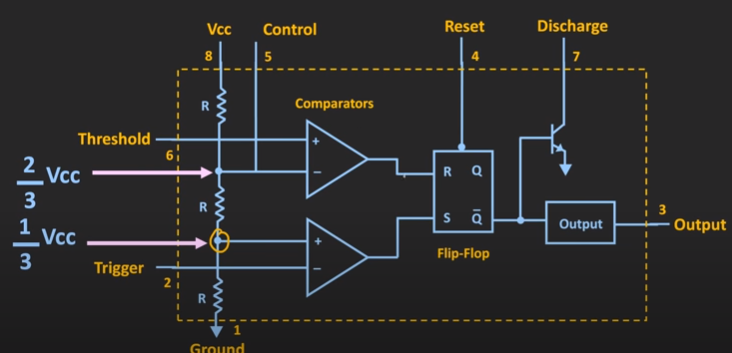 Vcc
Control
Reset
Discharge
8
5
4
7
R
Comparators
Threshold
+
6
2/3 Vcc
−
R
Q
R
1/3 Vcc
+
S
Q̅
3
Output
Output
Trigger
−
Flip-Flop
2
R
1
Ground